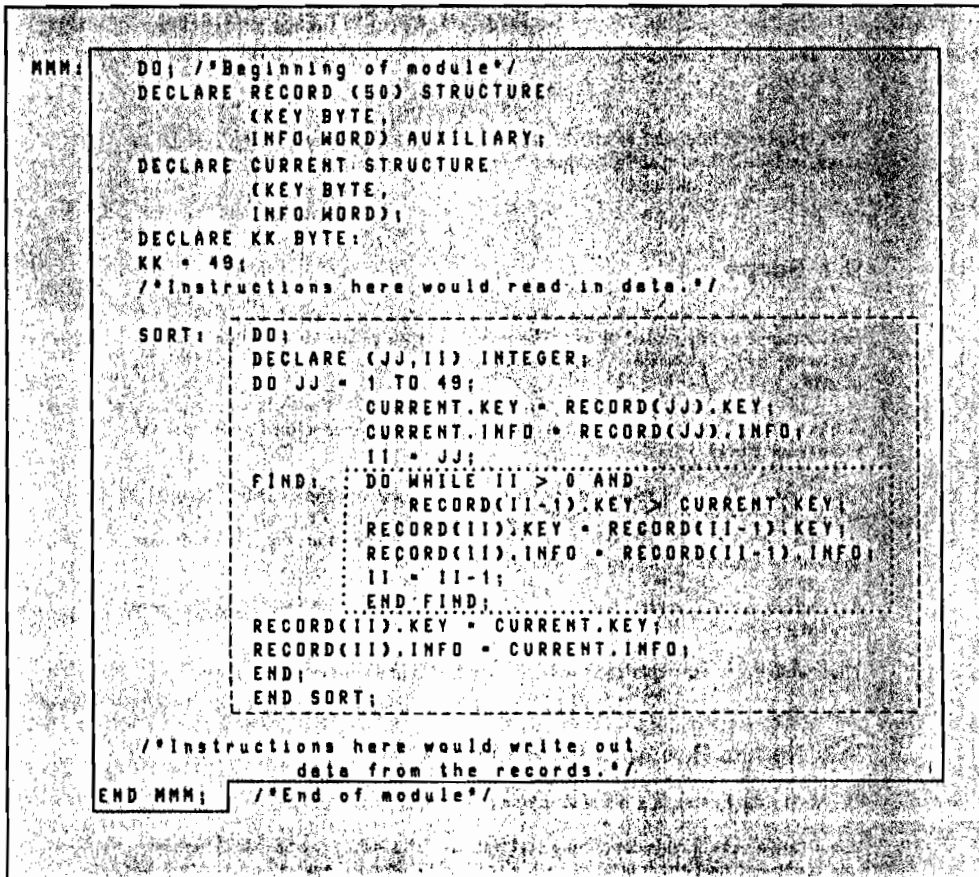 MMM: DO; /*Beginning of module*/
DECLARE RECORD (50) STRUCTURE
(KEY BYTE,
INFO WORD) AUXILIARY;
DECLARE CURRENT STRUCTURE
(KEY BYTE,
INFO WORD);
DECLARE KK BYTE;
KK = 49;
/*Instructions here would read in data.*/
SORT: DO;
DECLARE (JJ,II) INTEGER;
DO JJ = 1 TO 49;
CURRENT.KEY = RECORD(JJ).KEY;
CURRENT.INFO = RECORD(JJ).INFO;
II = JJ;
FIND: DO WHILE II > 0 AND
RECORD(II-1).KEY > CURRENT.KEY;
RECORD(II).KEY = RECORD(II-1).KEY;
RECORD(II).INFO = RECORD(II-1).INFO;
II = II-1;
END FIND;
RECORD(II).KEY = CURRENT.KEY;
RECORD(II).INFO = CURRENT.INFO;
END;
END SORT;
/*Instructions here would write out
data from the records.*/
END MMM; /*End of module*/